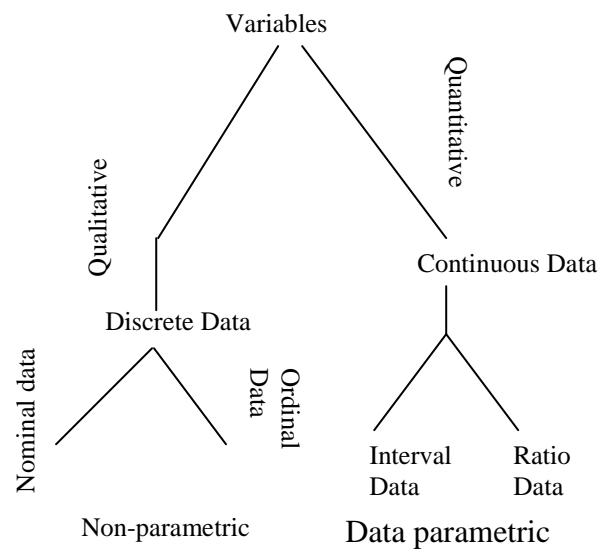 Variables
Quantitative
Qualitative
Continuous Data
Discrete Data
Nominal data
Ordinal
Data
Interval
Data
Ratio
Data
Non-parametric
Data parametric